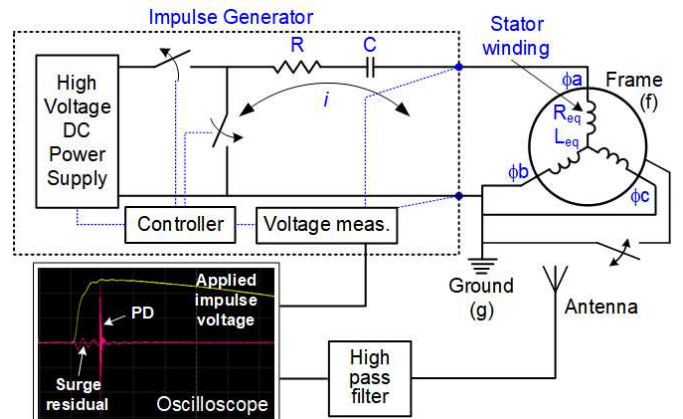 Impulse Generator
High
Voltage
DC
Power
Supply
R
C
i
Controller
Voltage meas.
Stator
winding
ϕa
Frame
(f)
Req
Leq
ϕb
ϕc
Ground
(g)
Antenna
Applied
impulse
voltage
PD
Surge
residual
Oscilloscope
High
pass
filter